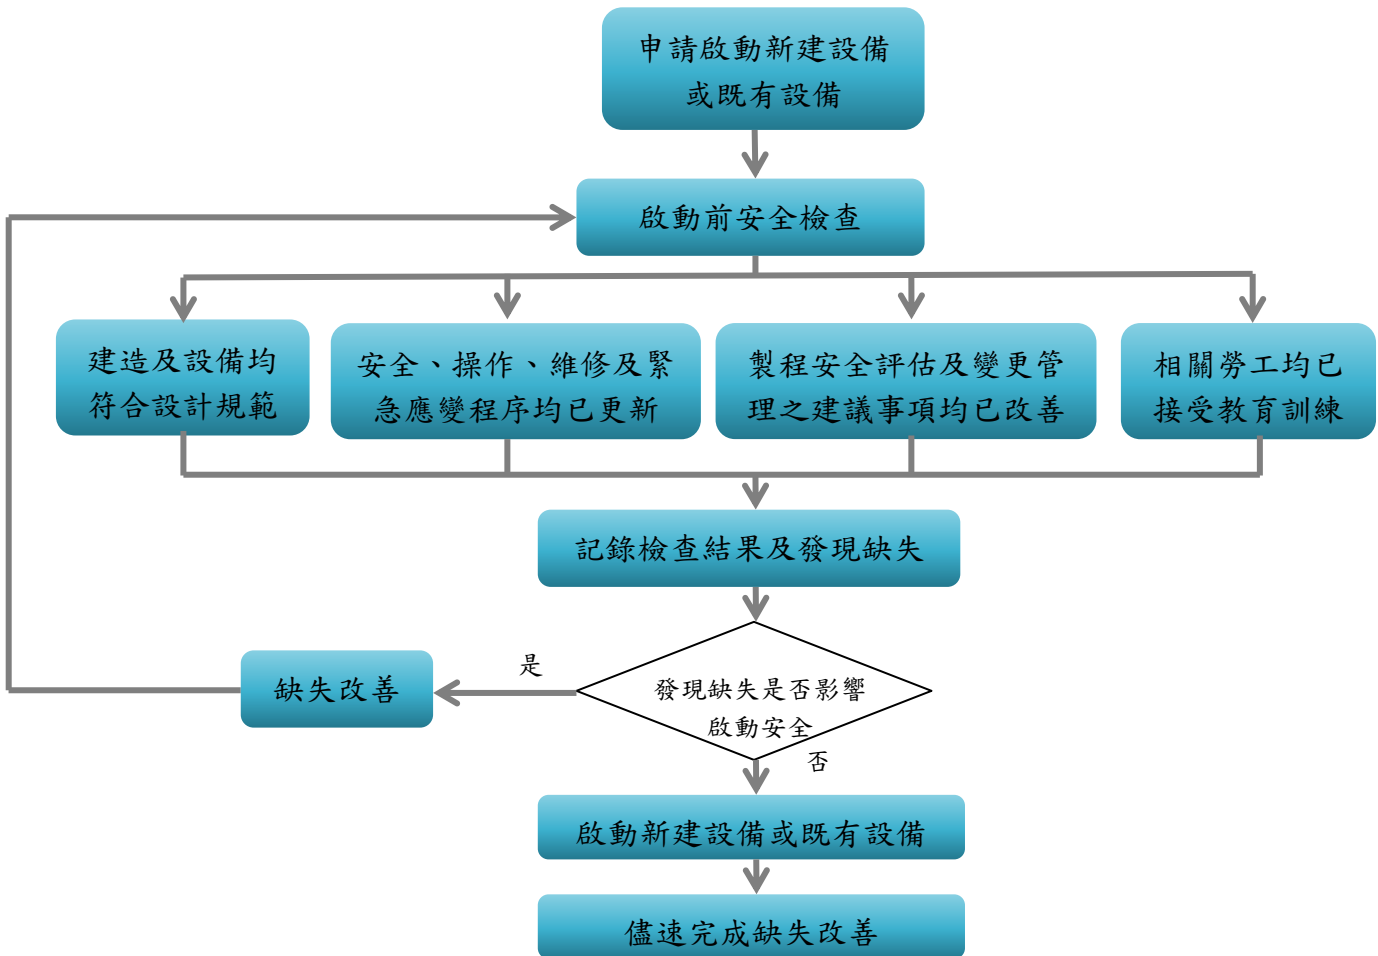 申請啟動新建設備
或既有設備
啟動前安全檢查
建造及設備均
符合設計規範
安全、操作、維修及緊
急應變程序均已更新
製程安全評估及變更管
理之建議事項均已改善
相關勞工均已
接受教育訓練
記錄檢查結果及發現缺失
是
缺失改善
發現缺失是否影響
啟動安全
否
啟動新建設備或既有設備
儘速完成缺失改善